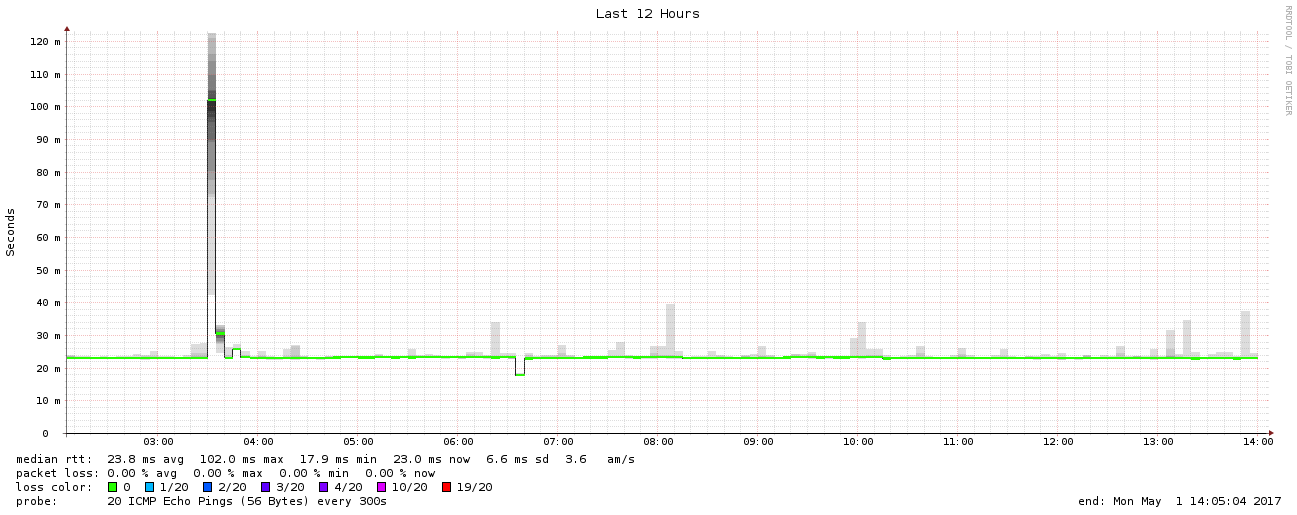 Last 12 Hours
RRDTOOL / TOBI OETIKER
Seconds
120 m
110 m
100 m
90 m
80 m
70 m
60 m
50 m
40 m
30 m
20 m
10 m
0
03:00 04:00 05:00 06:00 07:00 08:00 09:00 10:00 11:00 12:00 13:00 14:00
median rtt: 23.8 ms avg 102.0 ms max 17.9 ms min 23.0 ms now 6.6 ms sd 3.6 am/s
packet loss: 0.00 % avg 0.00 % max 0.00 % min 0.00 % now
loss color: 0 1/20 2/20 3/20 4/20 10/20 19/20
probe: 20 ICMP Echo Pings (56 Bytes) every 300s end: Mon May 1 14:05:04 2017